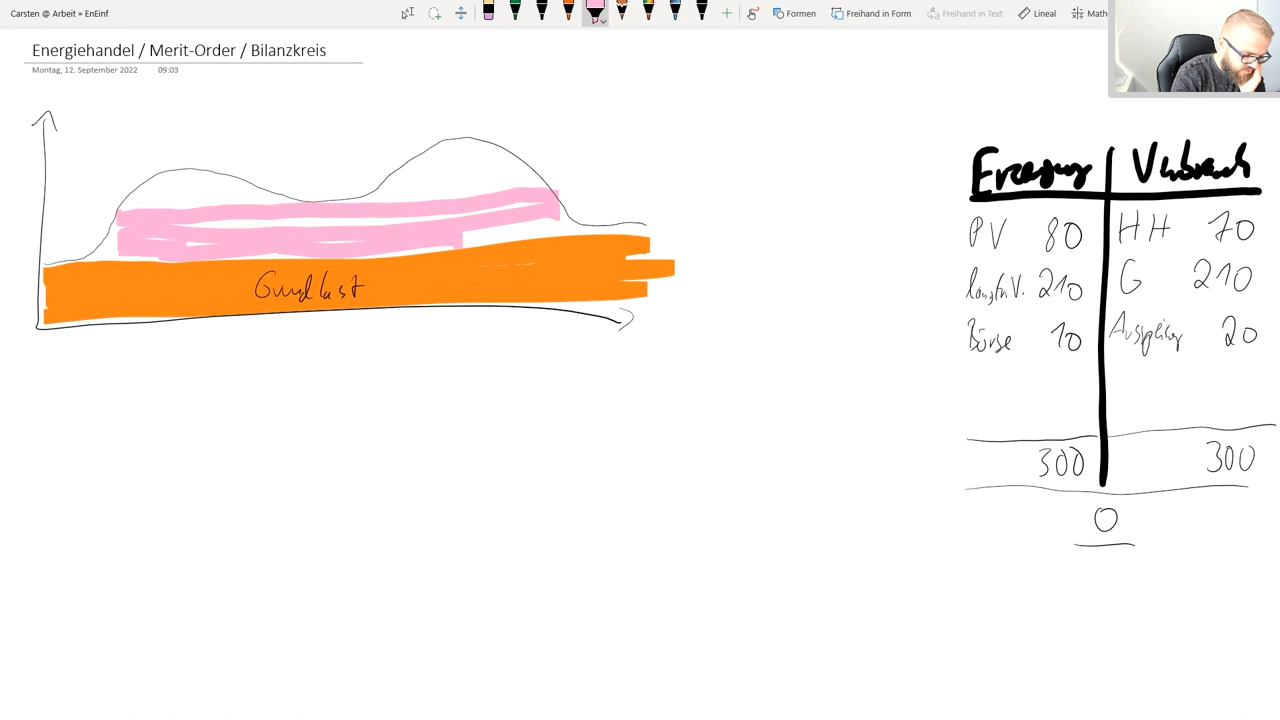 Carsten @ Arbeit » EnEinf
Formen
Freihand in Form
Freihand in Text
Lineal
Math
Energiehandel / Merit-Order / Bilanzkreis
Montag, 12. September 2022 09:03
Grundlast
Erzeugung Verbrauch
PV 80 HH 70
langfr. V. 210 G 210
Börse 10 Ausspeisung 20
300 300
0